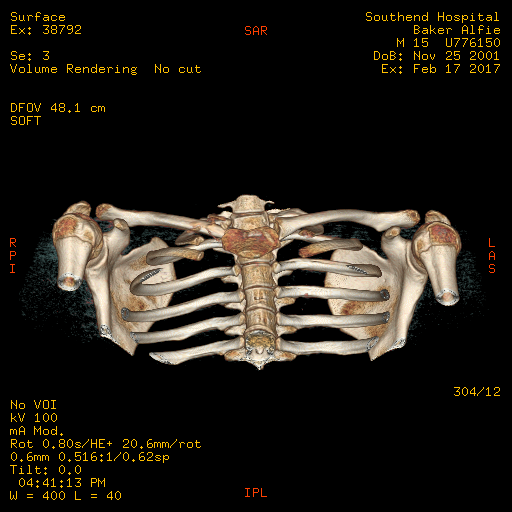 Surface
Ex: 38792
Se: 3
Volume Rendering No cut
DFOV 48.1 cm
SOFT
SAR
Southend Hospital
Baker Alfie
M 15 U776150
DoB: Nov 25 2001
Ex: Feb 17 2017
R
P
I
L
A
S
304/12
No VOI
kV 100
mA Mod.
Rot 0.80s/HE+ 20.6mm/rot
0.6mm 0.516:1/0.62sp
Tilt: 0.0
04:41:13 PM
W = 400 L = 40
IPL